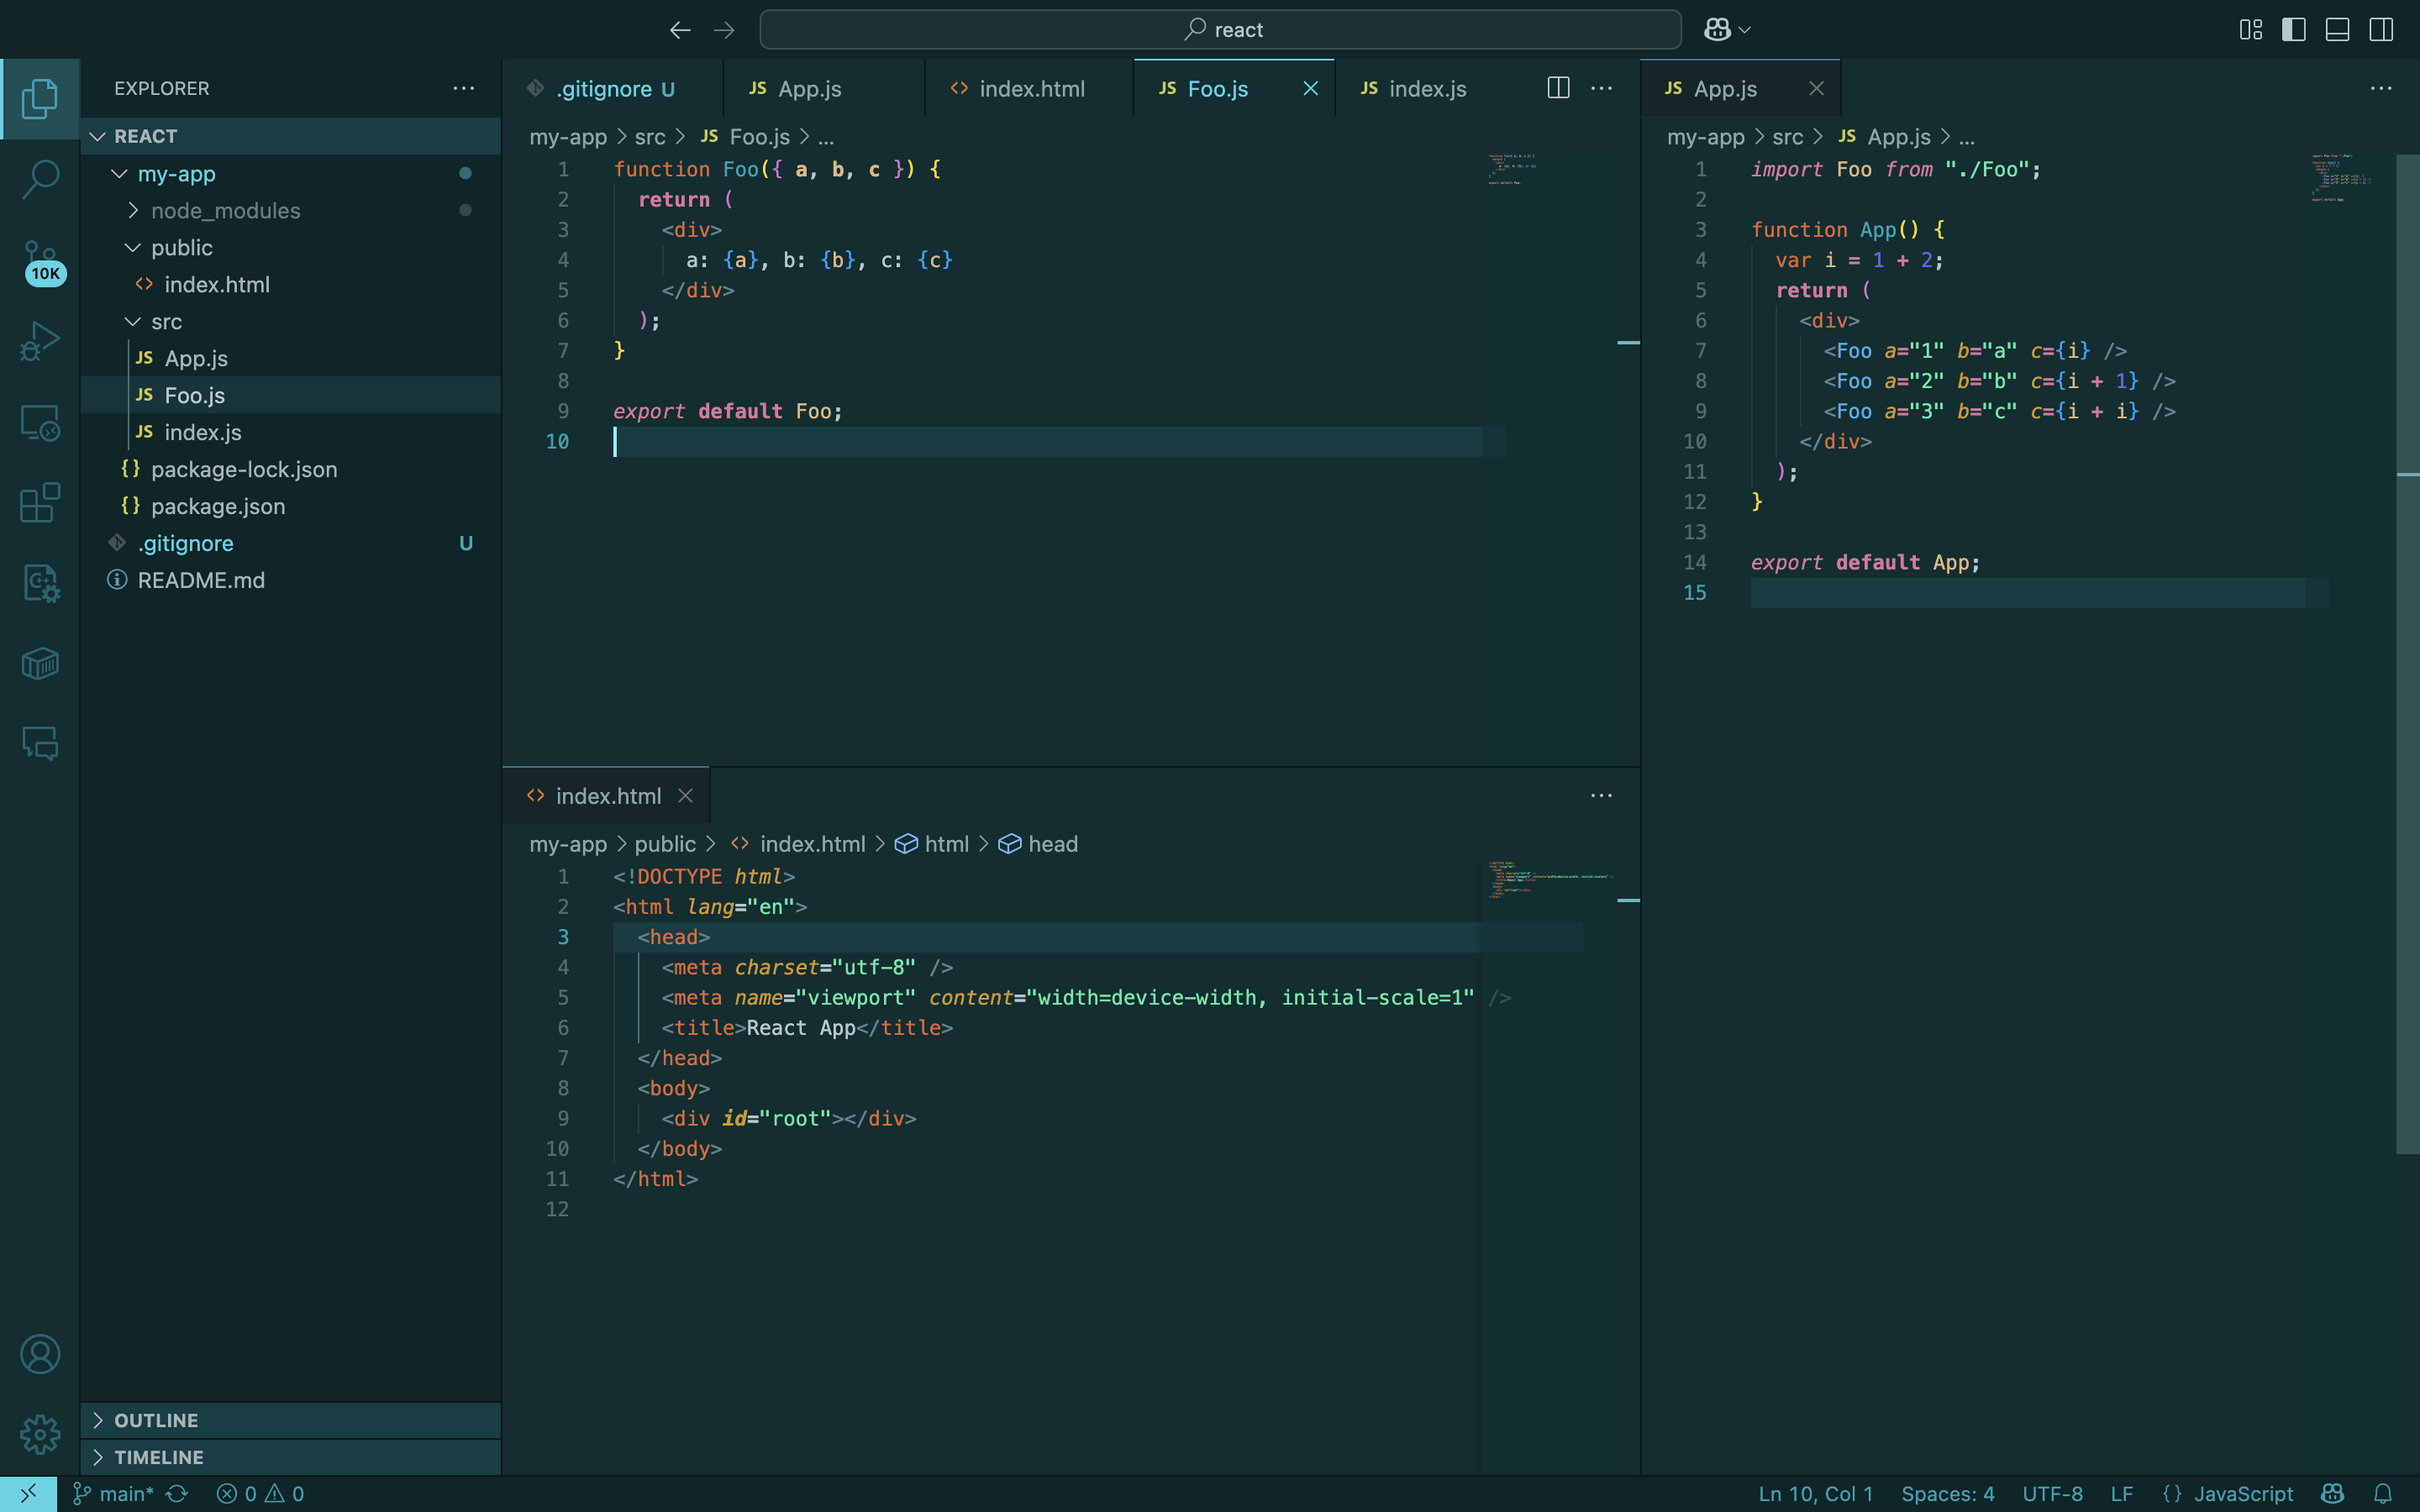 react
EXPLORER
REACT
my-app
node_modules
public
<> index.html
src
JS App.js
JS Foo.js
JS index.js
{} package-lock.json
{} package.json
.gitignore U
README.md
10K
OUTLINE
TIMELINE
.gitignore U
JS App.js
<> index.html
JS Foo.js
JS index.js
my-app > src > JS Foo.js > ...
1 function Foo({ a, b, c }) {
2 return (
3 <div>
4 a: {a}, b: {b}, c: {c}
5 </div>
6 );
7 }
8
9 export default Foo;
10
<> index.html
my-app > public > <> index.html > html > head
1 <!DOCTYPE html>
2 <html lang="en">
3 <head>
4 <meta charset="utf-8" />
5 <meta name="viewport" content="width=device-width, initial-scale=1" />
6 <title>React App</title>
7 </head>
8 <body>
9 <div id="root"></div>
10 </body>
11 </html>
12
JS App.js
my-app > src > JS App.js > ...
1 import Foo from "./Foo";
2
3 function App() {
4 var i = 1 + 2;
5 return (
6 <div>
7 <Foo a="1" b="a" c={i} />
8 <Foo a="2" b="b" c={i + 1} />
9 <Foo a="3" b="c" c={i + i} />
10 </div>
11 );
12 }
13
14 export default App;
15
main* 0 0
Ln 10, Col 1 Spaces: 4 UTF-8 LF {} JavaScript